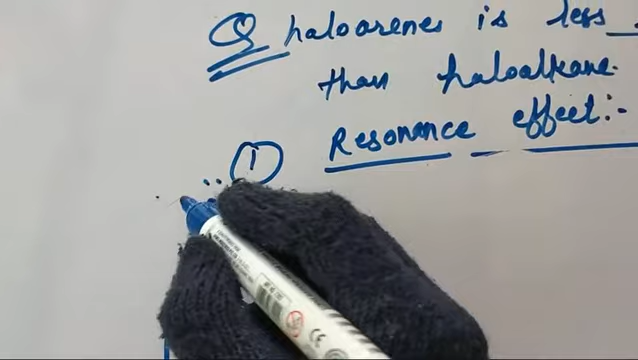 Q haloarenes is less
than haloalkane.
① Resonance effect:-